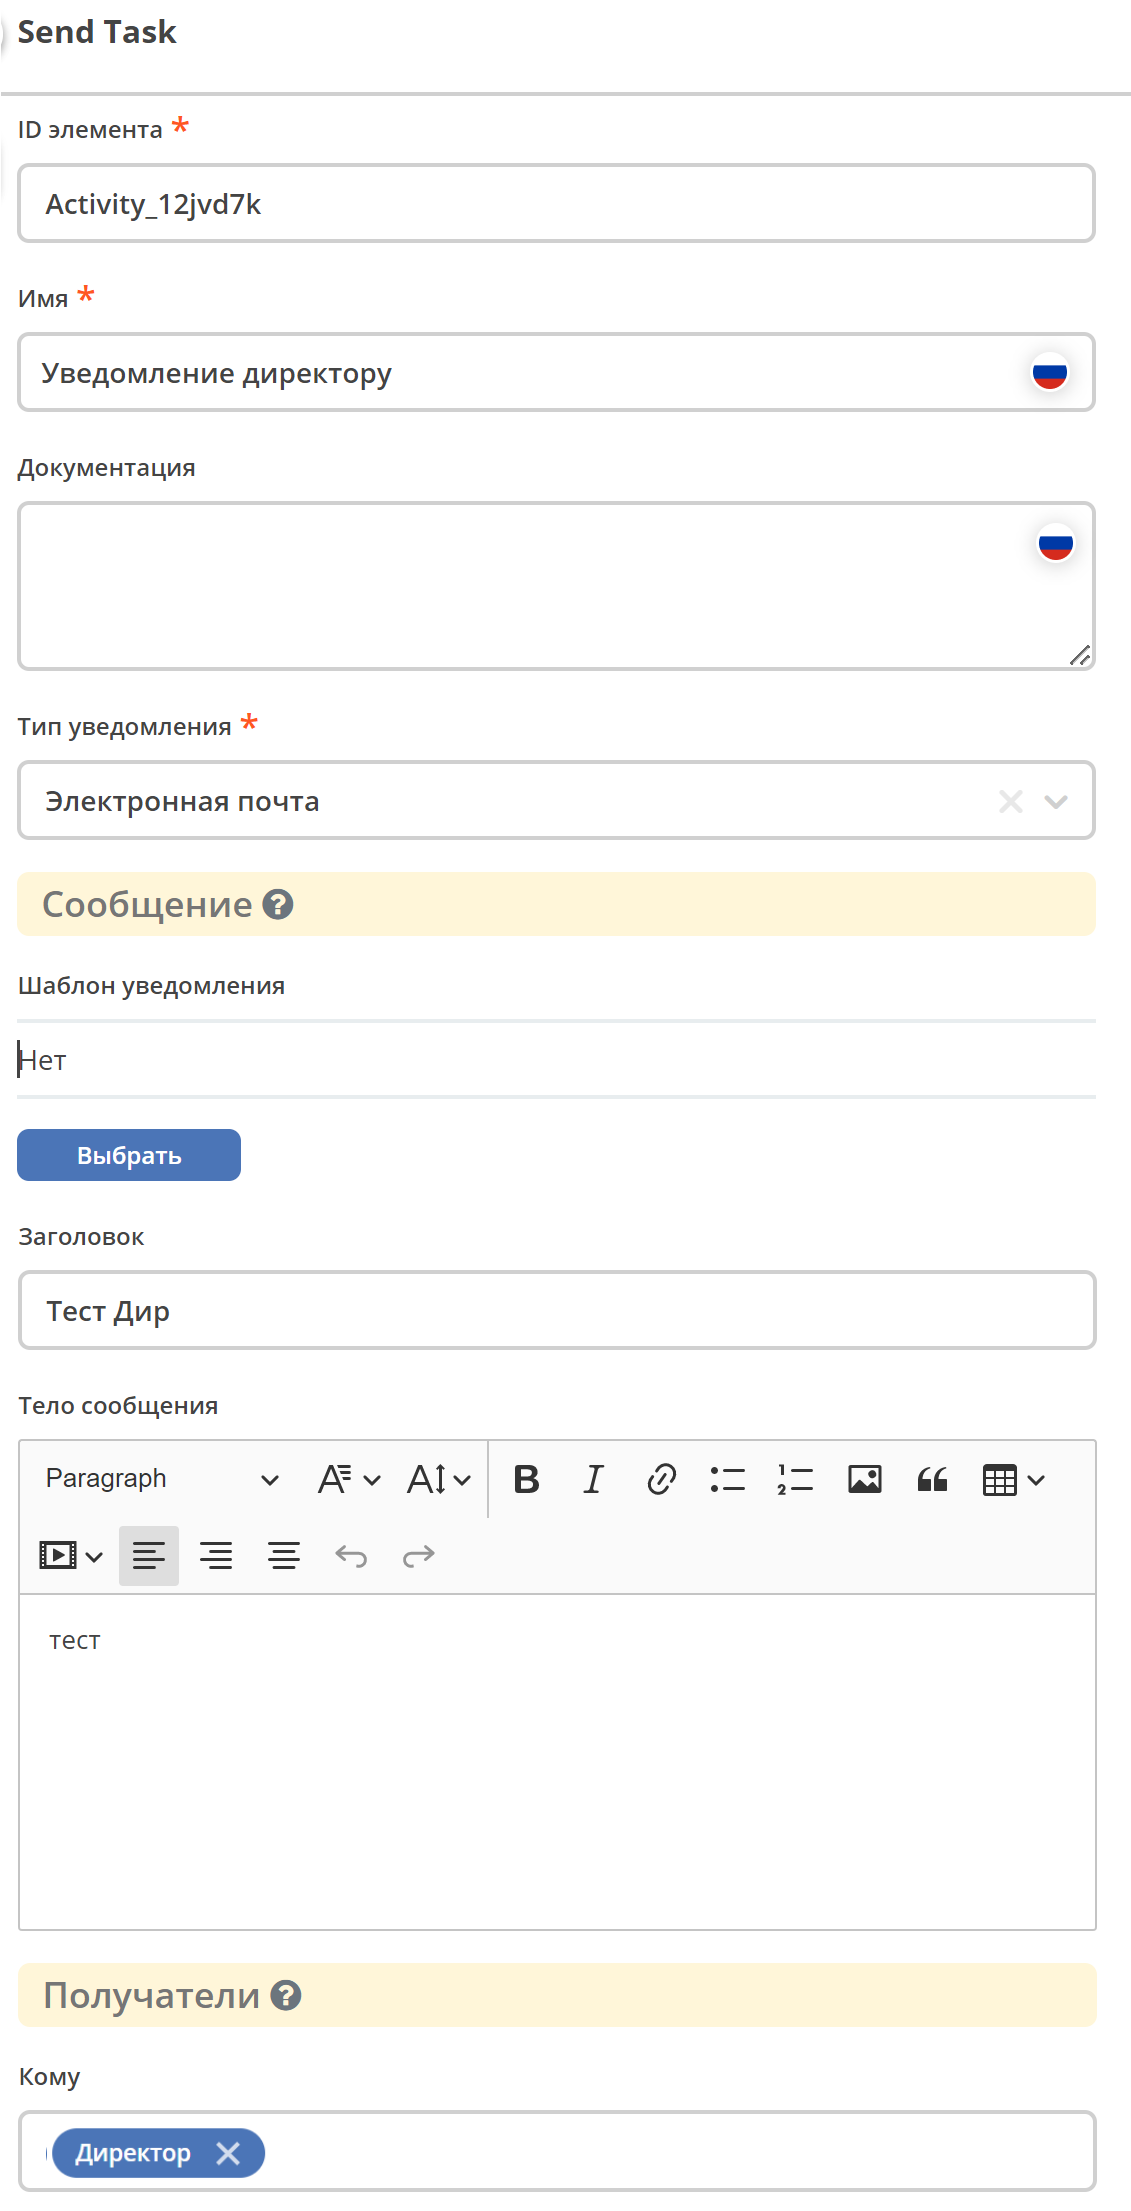 Send Task
ID элемента *
Activity_12jvd7k
Имя *
Уведомление директору
Документация
Тип уведомления *
Электронная почта
Сообщение ?
Шаблон уведомления
Нет
Выбрать
Заголовок
Тест Дир
Тело сообщения
Paragraph
тест
Получатели ?
Кому
Директор